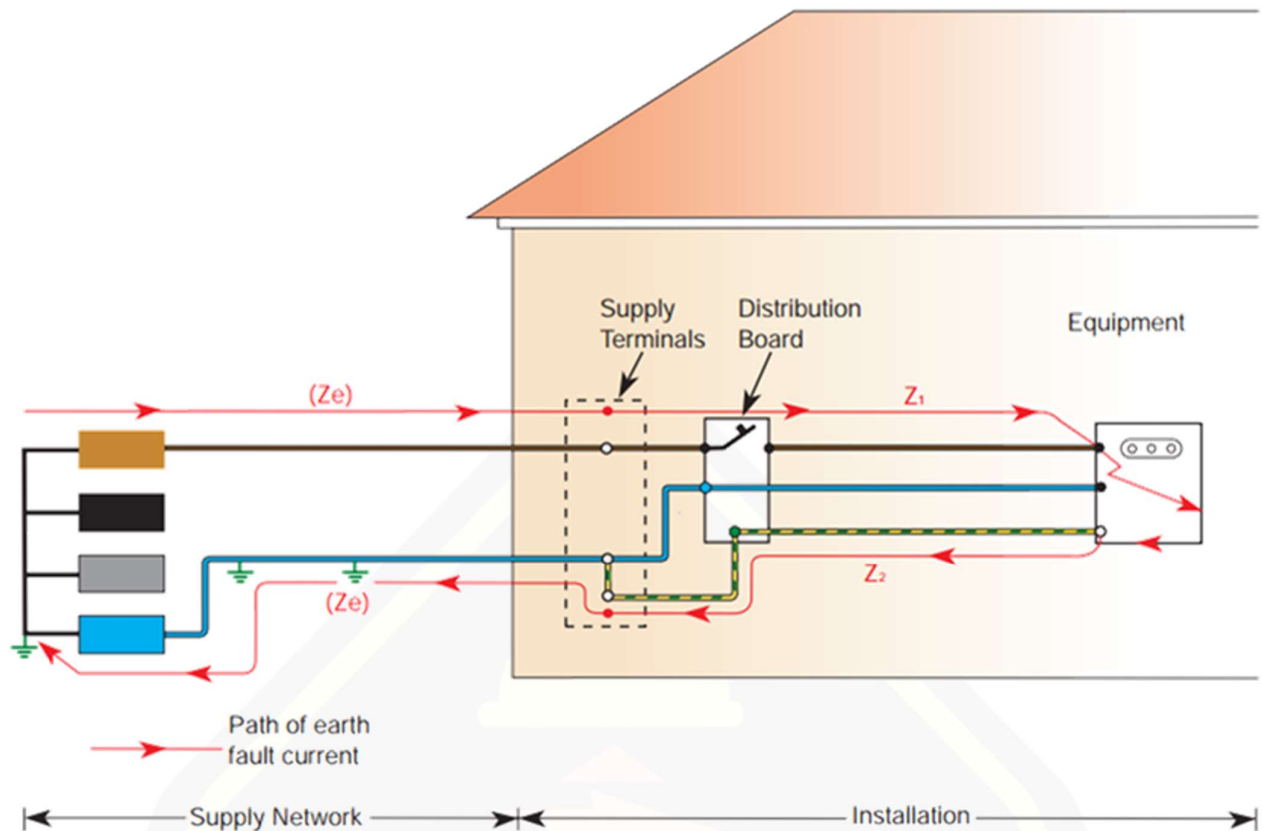 Supply
Terminals
Distribution
Board
Equipment
(Ze)
Z₁
(Ze)
Z₂
Path of earth
fault current
Supply Network
Installation